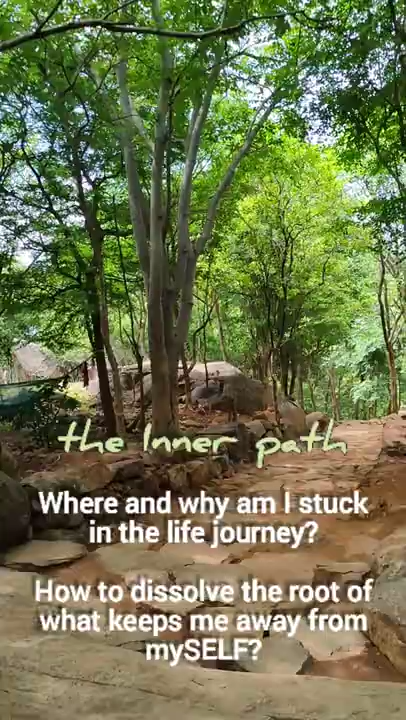 the Inner path
Where and why am I stuck
in the life journey?
How to dissolve the root of
what keeps me away from
mySELF?